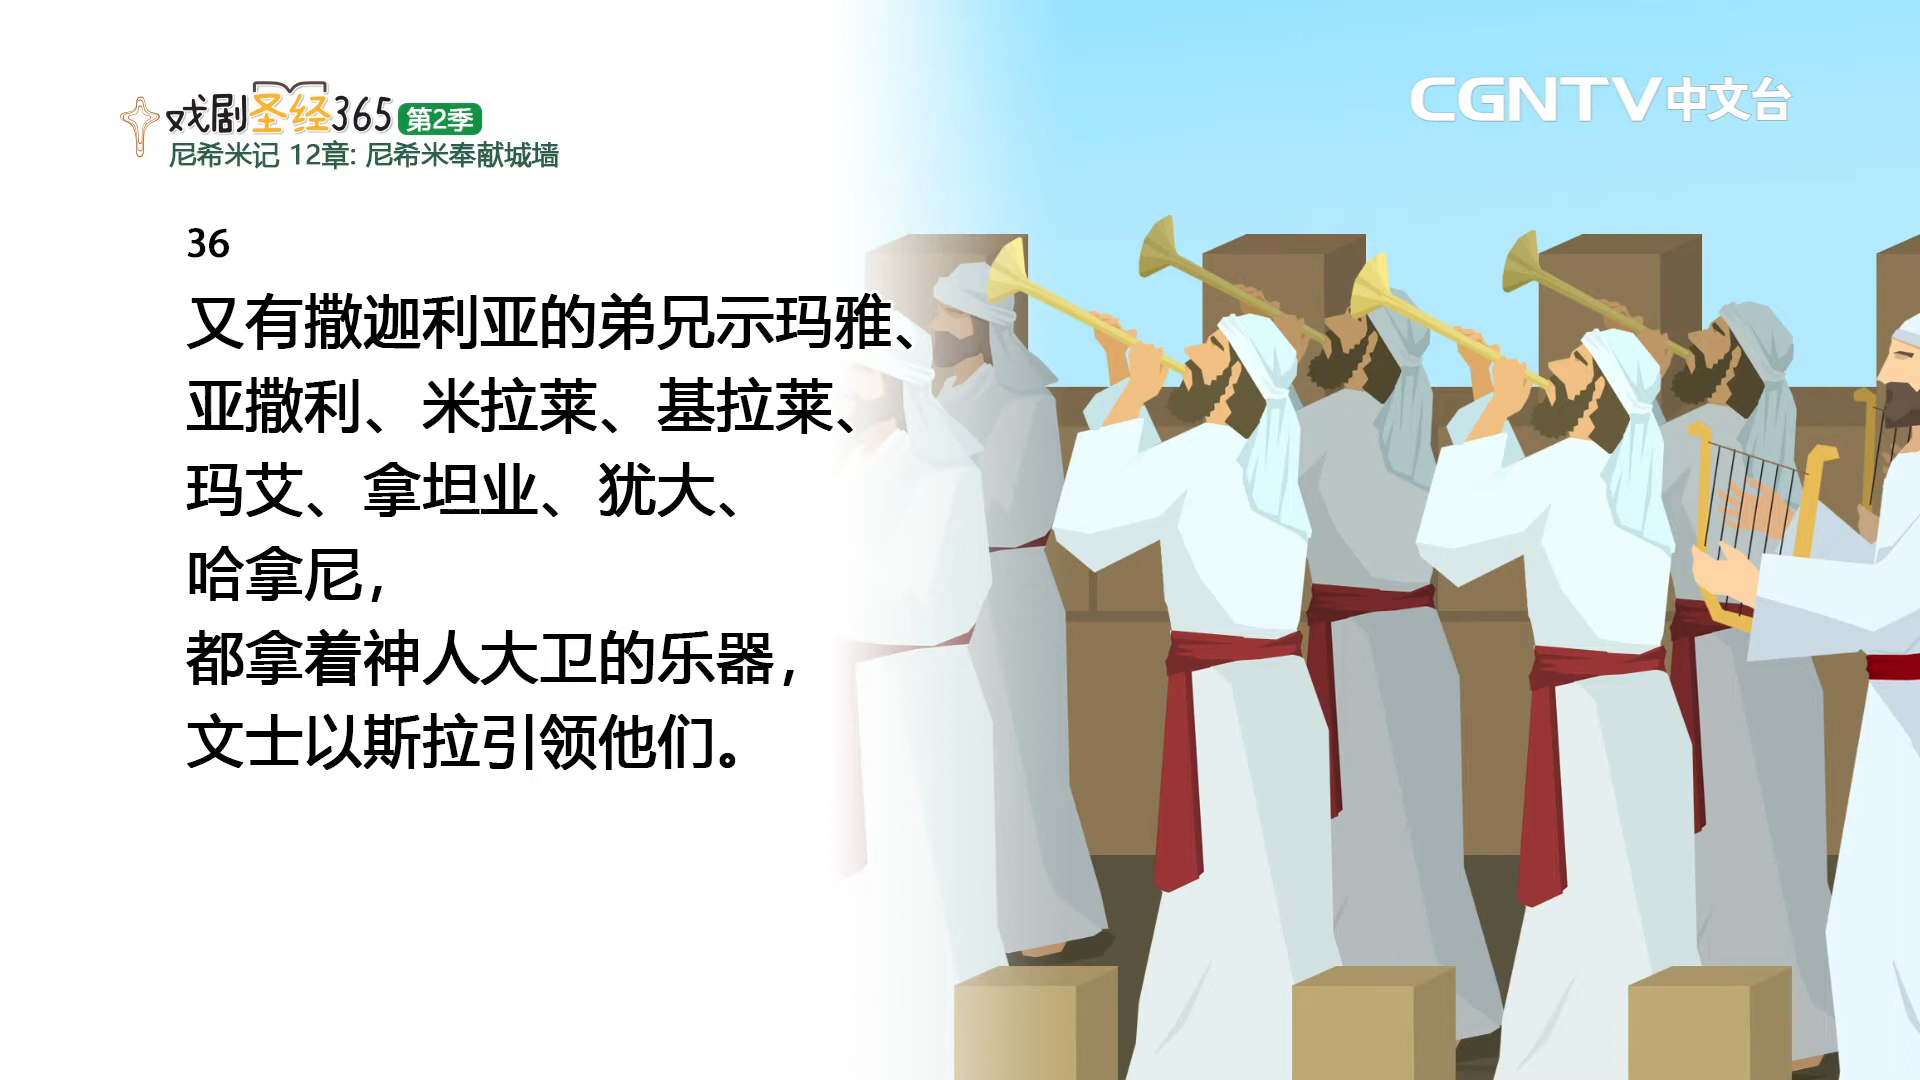 戏剧圣经365 第2季
CGNTV中文台
尼希米记 12章: 尼希米奉献城墙
36
又有撒迦利亚的弟兄示玛雅、
亚撒利、米拉莱、基拉莱、
玛艾、拿坦业、犹大、
哈拿尼，
都拿着神人大卫的乐器，
文士以斯拉引领他们。